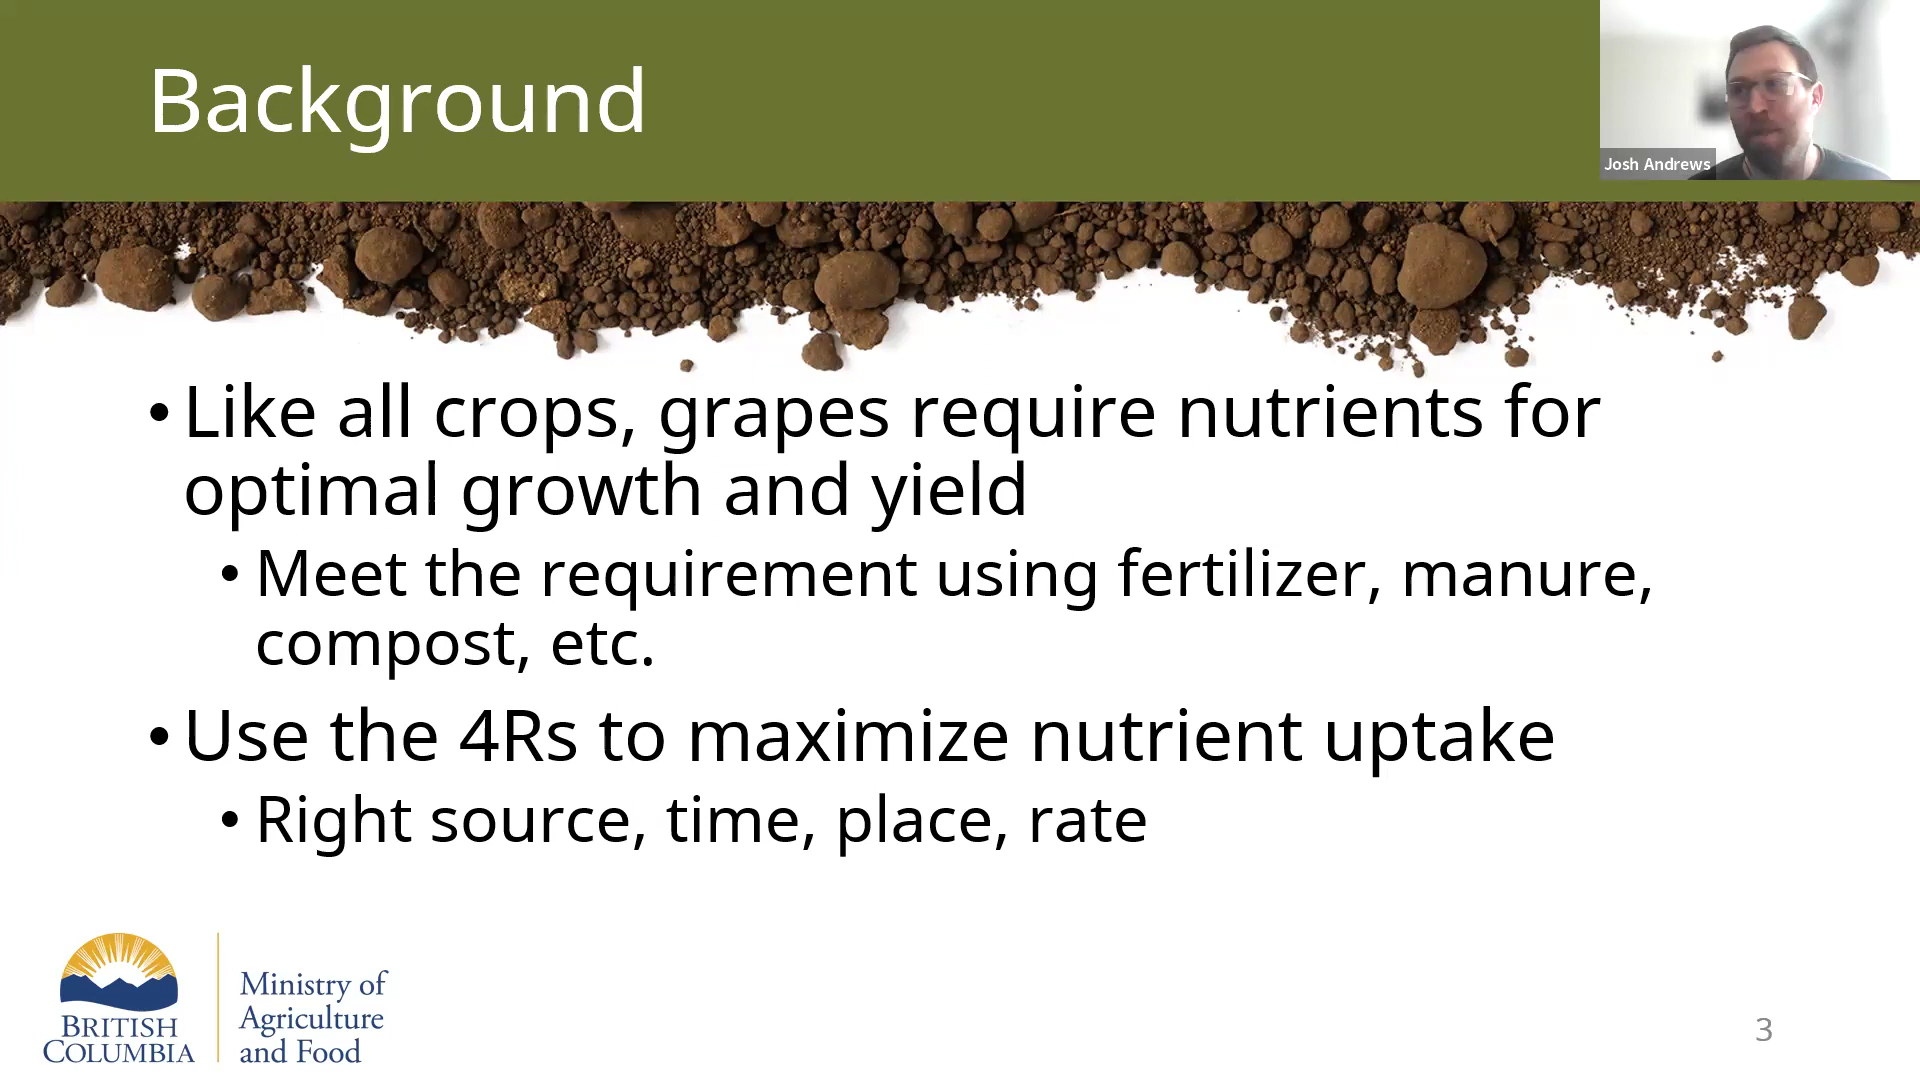 Background
Josh Andrews
• Like all crops, grapes require nutrients for
optimal growth and yield
• Meet the requirement using fertilizer, manure,
compost, etc.
• Use the 4Rs to maximize nutrient uptake
• Right source, time, place, rate
BRITISH
COLUMBIA
Ministry of
Agriculture
and Food
3